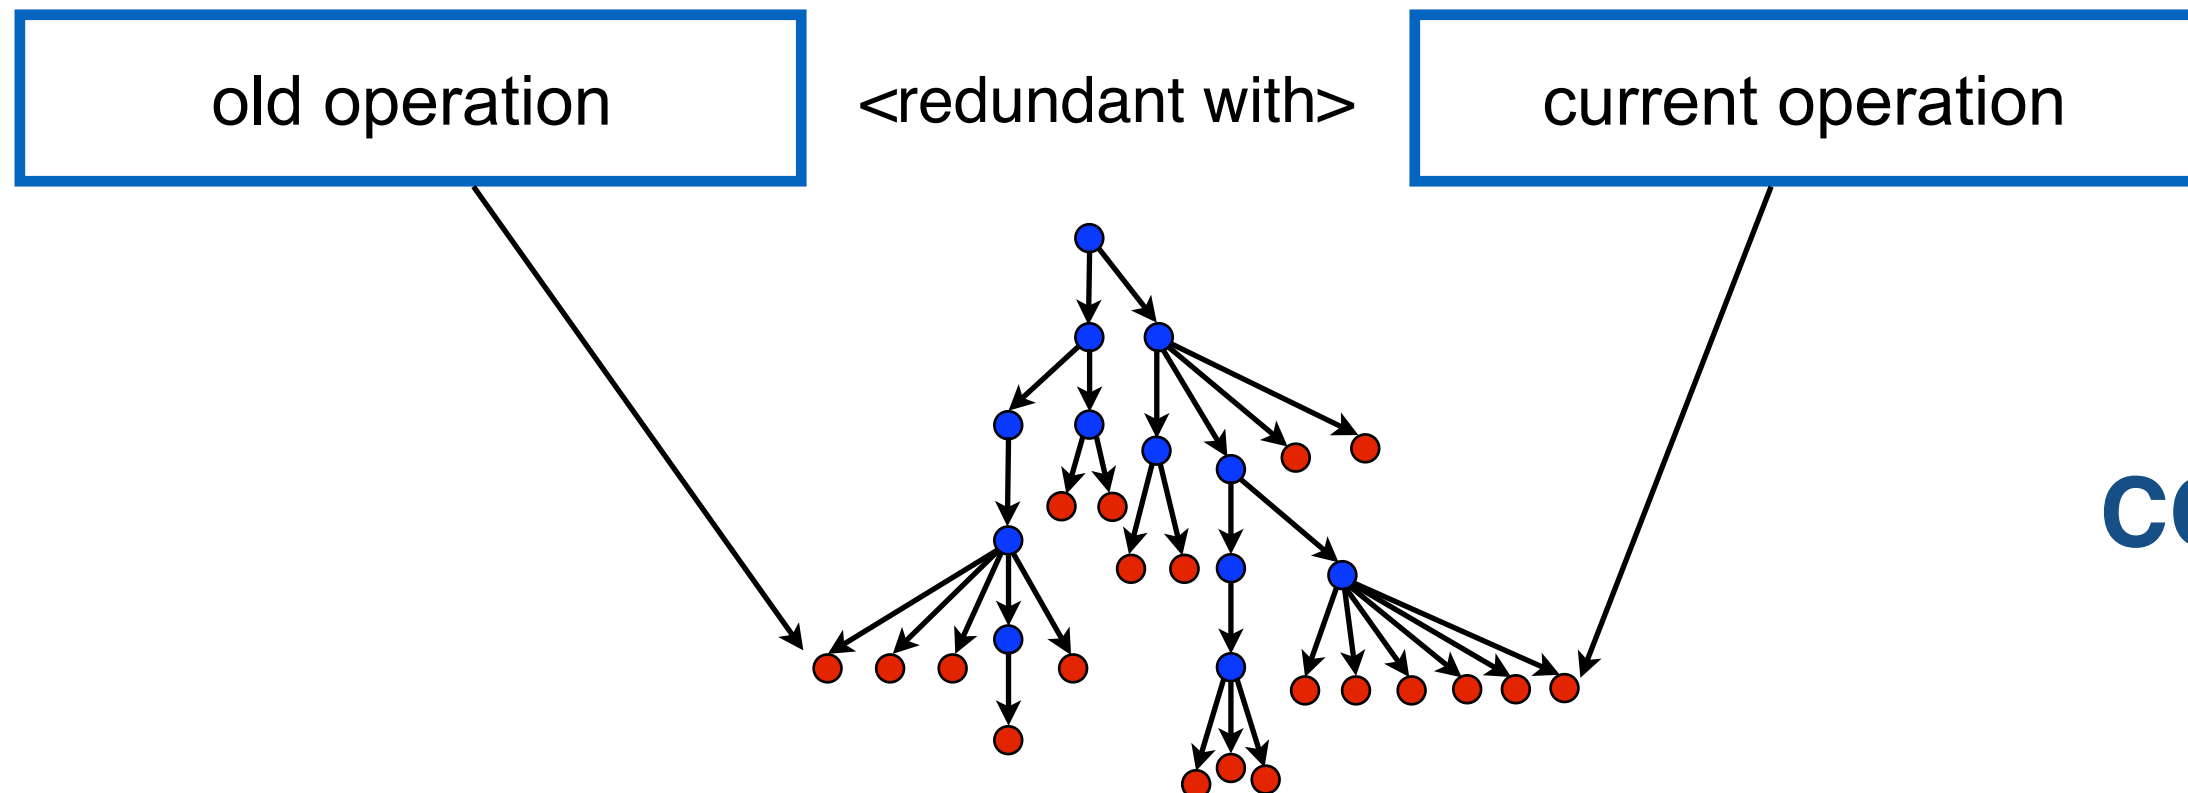 old operation
<redundant with>
current operation